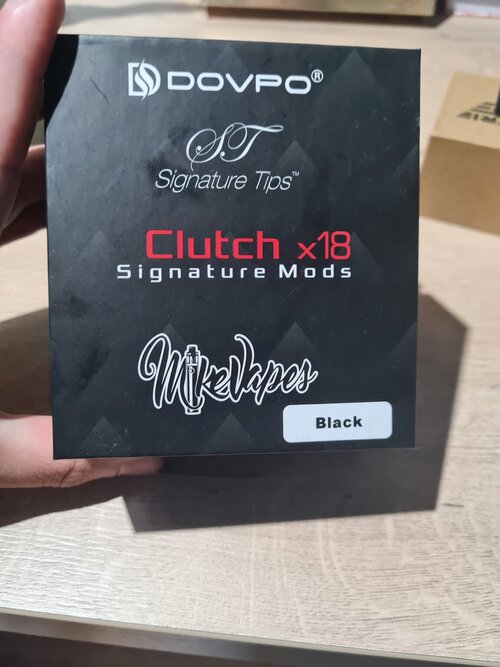 DOVPO®
ST
Signature Tips™
Clutch x18
Signature Mods
MikeVapes
Black